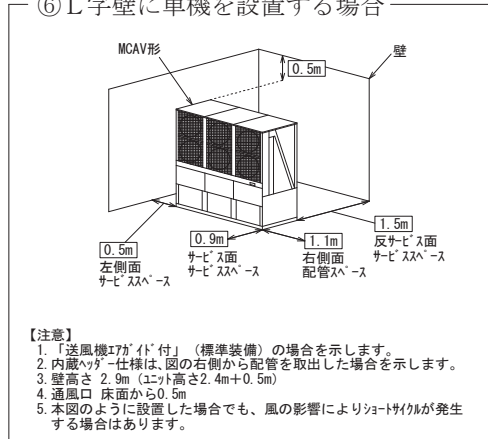 ⑥L字壁に単機を設置する場合
MCAV形
壁
0.5m
0.5m
左側面
ｻｰﾋﾞｽｽﾍﾟｰｽ
0.9m
ｻｰﾋﾞｽ面
ｻｰﾋﾞｽｽﾍﾟｰｽ
1.1m
右側面
配管ｽﾍﾟｰｽ
1.5m
反ｻｰﾋﾞｽ面
ｻｰﾋﾞｽｽﾍﾟｰｽ
【注意】
1. 「送風機ｴｱｶﾞｲﾄﾞ付」（標準装備）の場合を示します。
2. 内蔵ﾍｯﾀﾞｰ仕様は、図の右側から配管を取出した場合を示します。
3. 壁高さ 2.9m（ﾕﾆｯﾄ高さ2.4m＋0.5m）
4. 通風口 床面から0.5m
5. 本図のように設置した場合でも、風の影響によりｼｮｰﾄｻｲｸﾙが発生
する場合はあります。